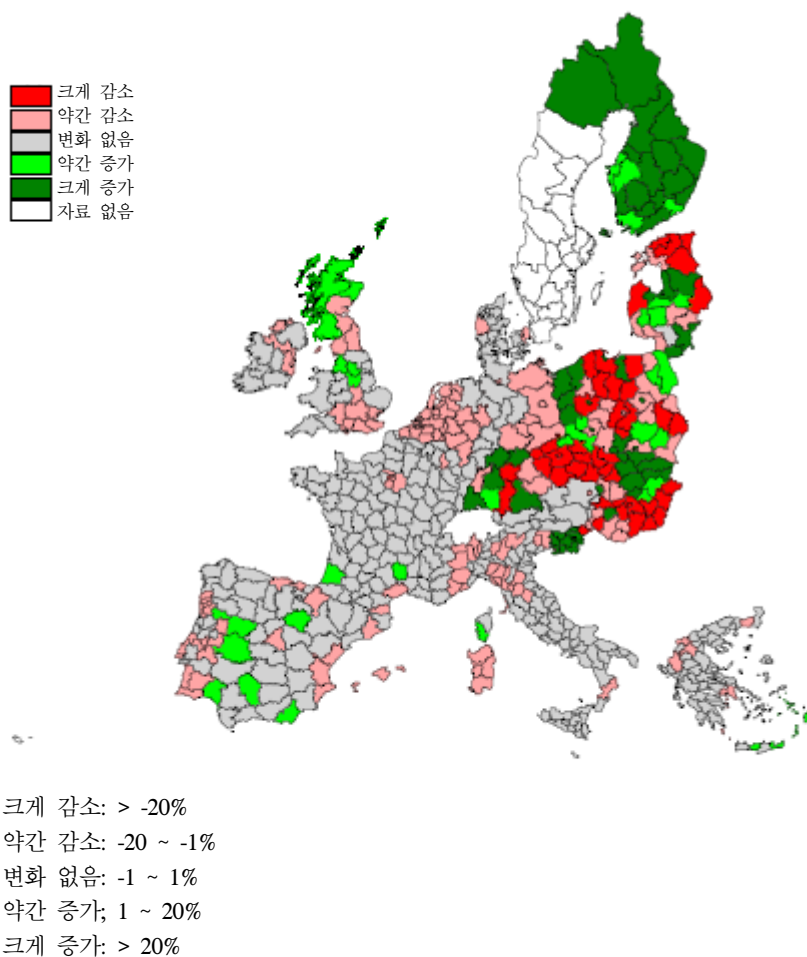 크게 감소
약간 감소
변화 없음
약간 증가
크게 증가
자료 없음
크게 감소: > -20%
약간 감소: -20 ~ -1%
변화 없음: -1 ~ 1%
약간 증가; 1 ~ 20%
크게 증가: > 20%